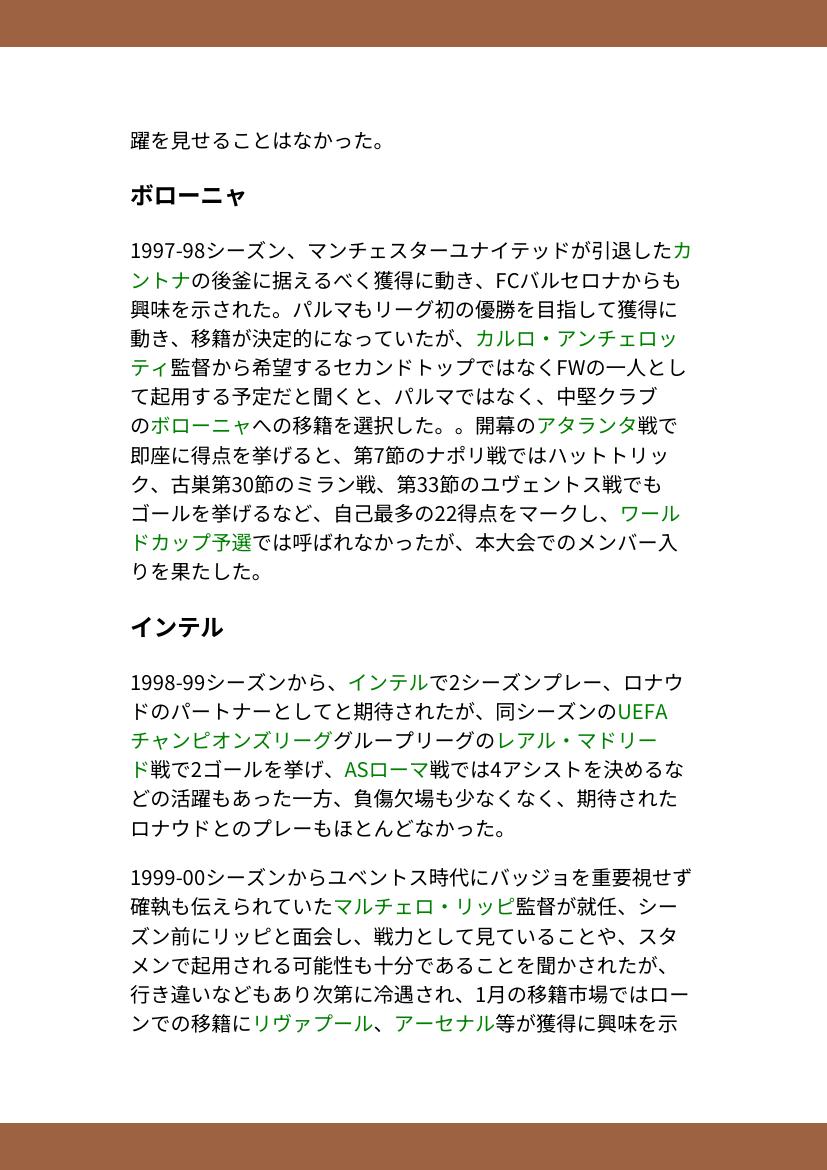 躍を見せることはなかった。
ボローニャ
1997-98シーズン、マンチェスターユナイテッドが引退したカ
ントナの後釜に据えるべく獲得に動き、FCバルセロナからも
興味を示された。パルマもリーグ初の優勝を目指して獲得に
動き、移籍が決定的になっていたが、カルロ・アンチェロッ
ティ監督から希望するセカンドトップではなくFWの一人とし
て起用する予定だと聞くと、パルマではなく、中堅クラブ
のボローニャへの移籍を選択した。。開幕のアタランタ戦で
即座に得点を挙げると、第7節のナポリ戦ではハットトリッ
ク、古巣第30節のミラン戦、第33節のユヴェントス戦でも
ゴールを挙げるなど、自己最多の22得点をマークし、ワール
ドカップ予選では呼ばれなかったが、本大会でのメンバー入
りを果たした。
インテル
1998-99シーズンから、インテルで2シーズンプレー、ロナウ
ドのパートナーとしてと期待されたが、同シーズンのUEFA
チャンピオンズリーググループリーグのレアル・マドリー
ド戦で2ゴールを挙げ、ASローマ戦では4アシストを決めるな
どの活躍もあった一方、負傷欠場も少なくなく、期待された
ロナウドとのプレーもほとんどなかった。
1999-00シーズンからユベントス時代にバッジョを重要視せず
確執も伝えられていたマルチェロ・リッピ監督が就任、シー
ズン前にリッピと面会し、戦力として見ていることや、スタ
メンで起用される可能性も十分であることを聞かされたが、
行き違いなどもあり次第に冷遇され、1月の移籍市場ではロー
ンでの移籍にリヴァプール、アーセナル等が獲得に興味を示